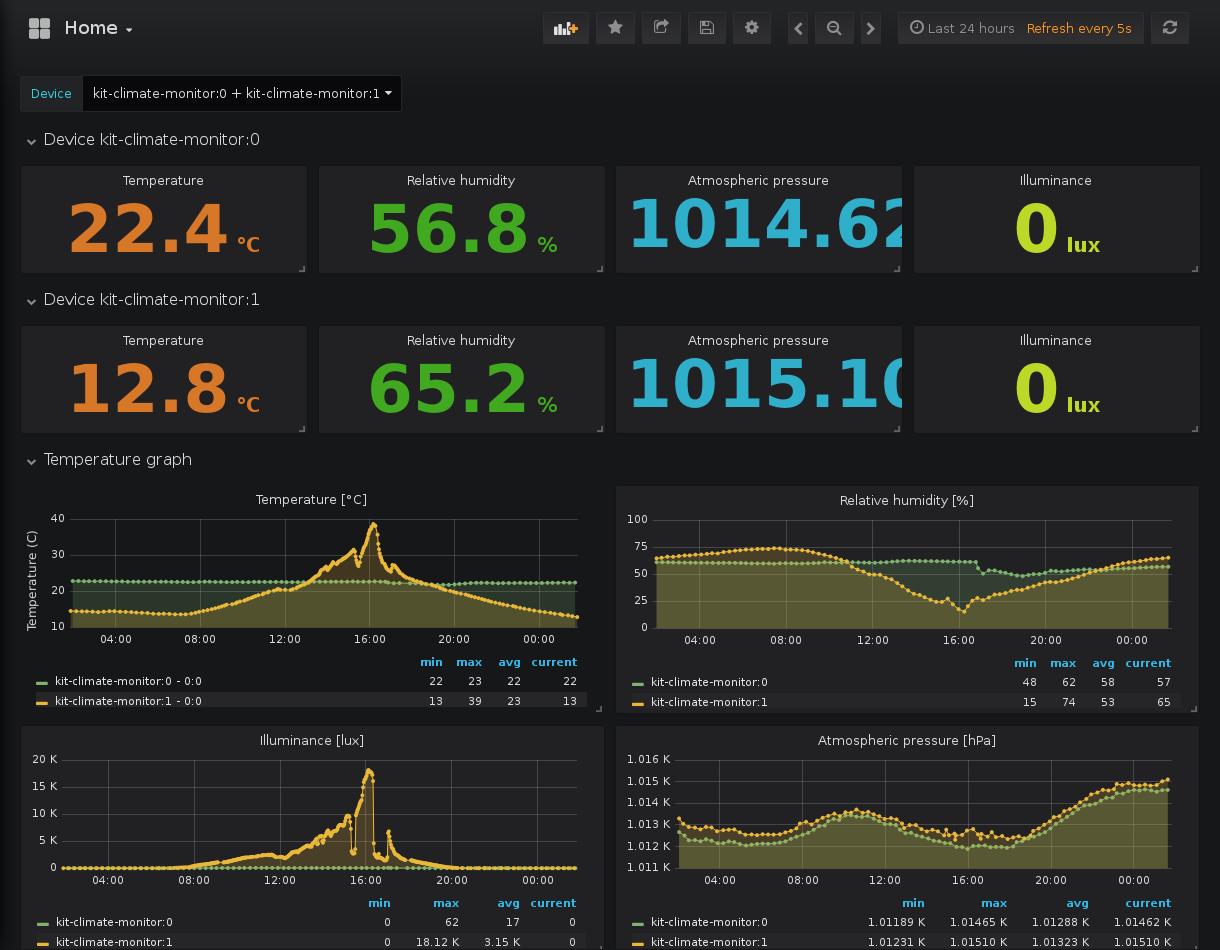 Home
Last 24 hours Refresh every 5s
Device kit-climate-monitor:0 + kit-climate-monitor:1
Device kit-climate-monitor:0
Temperature Relative humidity Atmospheric pressure Illuminance
22.4 °C 56.8 % 1014.62 0 lux
Device kit-climate-monitor:1
Temperature Relative humidity Atmospheric pressure Illuminance
12.8 °C 65.2 % 1015.10 0 lux
Temperature graph
Temperature [°C]
Temperature (C)
40
30
20
10
04:00 08:00 12:00 16:00 20:00 00:00
min max avg current
kit-climate-monitor:0 - 0:0 22 23 22 22
kit-climate-monitor:1 - 0:0 13 39 23 13
Relative humidity [%]
100
75
50
25
0
04:00 08:00 12:00 16:00 20:00 00:00
min max avg current
kit-climate-monitor:0 48 62 58 57
kit-climate-monitor:1 15 74 53 65
Illuminance [lux]
20 K
15 K
10 K
5 K
0
04:00 08:00 12:00 16:00 20:00 00:00
min max avg current
kit-climate-monitor:0 0 62 17 0
kit-climate-monitor:1 0 18.12 K 3.15 K 0
Atmospheric pressure [hPa]
1.016 K
1.015 K
1.014 K
1.013 K
1.012 K
1.011 K
04:00 08:00 12:00 16:00 20:00 00:00
min max avg current
kit-climate-monitor:0 1.01189 K 1.01465 K 1.01288 K 1.01462 K
kit-climate-monitor:1 1.01231 K 1.01510 K 1.01323 K 1.01510 K